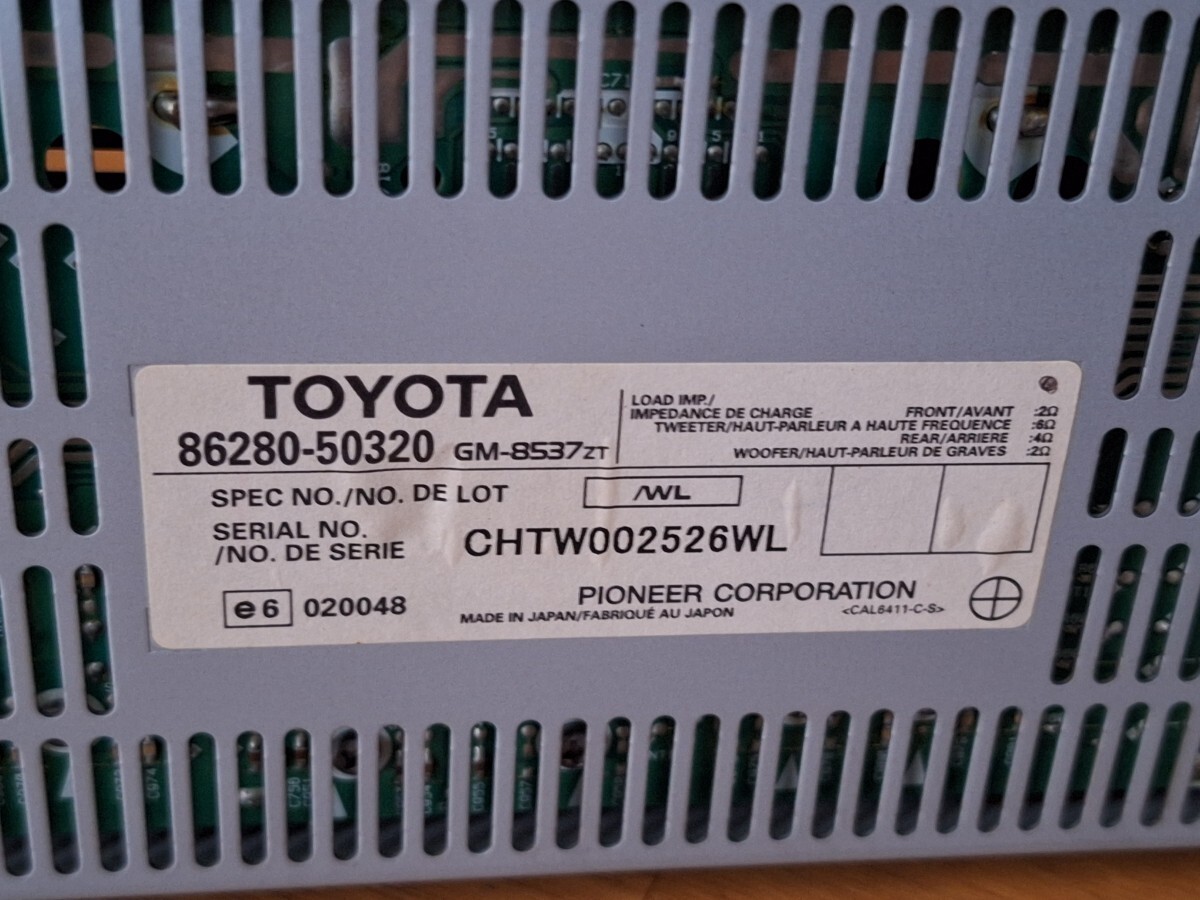 TOYOTA
86280-50320 GM-8537ZT
LOAD IMP./
IMPEDANCE DE CHARGE FRONT/AVANT :2Ω
TWEETER/HAUT-PARLEUR A HAUTE FREQUENCE :6Ω
REAR/ARRIERE :4Ω
WOOFER/HAUT-PARLEUR DE GRAVES :2Ω
SPEC NO./NO. DE LOT /WL
SERIAL NO.
/NO. DE SERIE CHTW002526WL
e6 020048
PIONEER CORPORATION
MADE IN JAPAN/FABRIQUÉ AU JAPON <CAL6411-C-S>